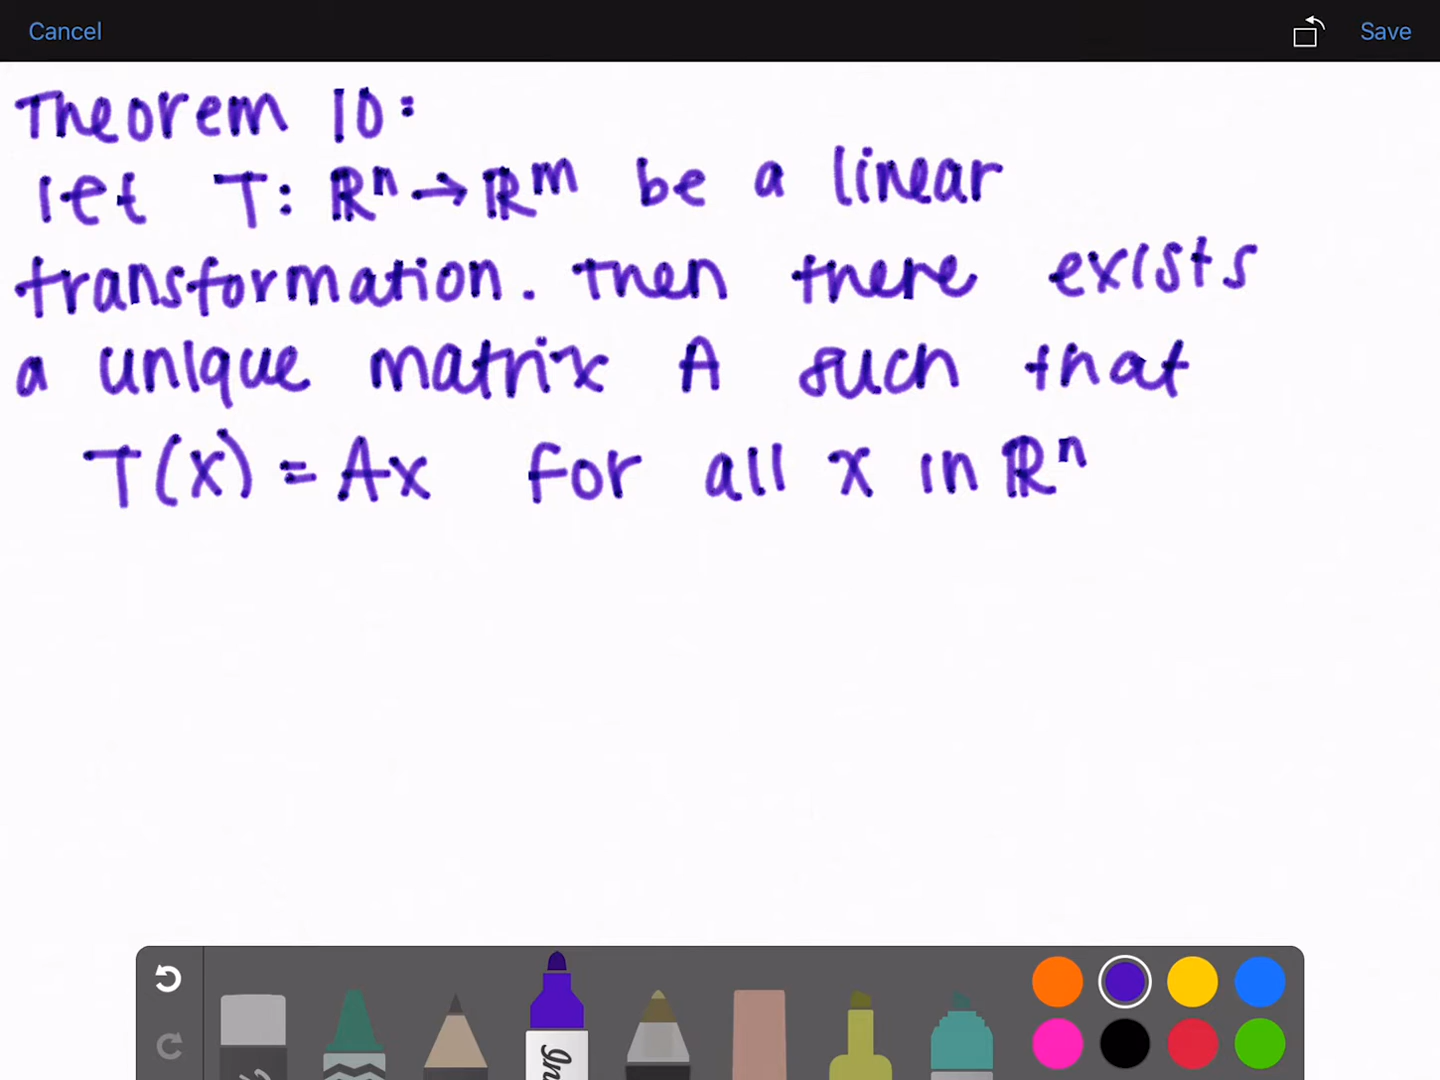 Cancel Save
Theorem 10:
let T: ℝⁿ → ℝᵐ be a linear
transformation. Then there exists
a unique matrix A such that
T(x) = Ax for all x in ℝⁿ